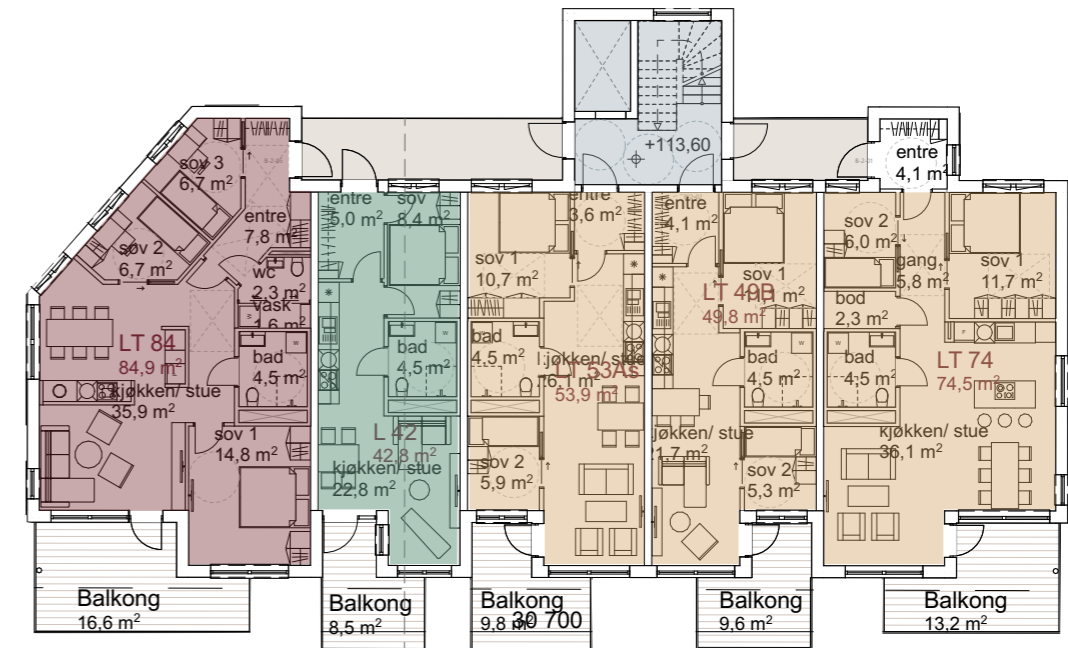 +113,60
sov 3
6,7 m²
sov 2
6,7 m²
entre
7,8 m²
wc
2,3 m²
vask
1,6 m²
bad
4,5 m²
LT 84
84,9 m²
kjøkken/ stue
35,9 m²
sov 1
14,8 m²
Balkong
16,6 m²
entre
5,0 m²
sov
8,4 m²
bad
4,5 m²
L 42
42,8 m²
kjøkken/ stue
22,8 m²
Balkong
8,5 m²
entre
3,6 m²
sov 1
10,7 m²
bad
4,5 m²
kjøkken/ stue
LT 53As
53,9 m²
sov 2
5,9 m²
Balkong
9,8 m²
30 700
entre
4,1 m²
sov 1
LT 49B
49,8 m²
bad
4,5 m²
kjøkken/ stue
sov 2
5,3 m²
Balkong
9,6 m²
entre
4,1 m²
sov 2
6,0 m²
gang
5,8 m²
sov 1
11,7 m²
bod
2,3 m²
bad
4,5 m²
LT 74
74,5 m²
kjøkken/ stue
36,1 m²
Balkong
13,2 m²